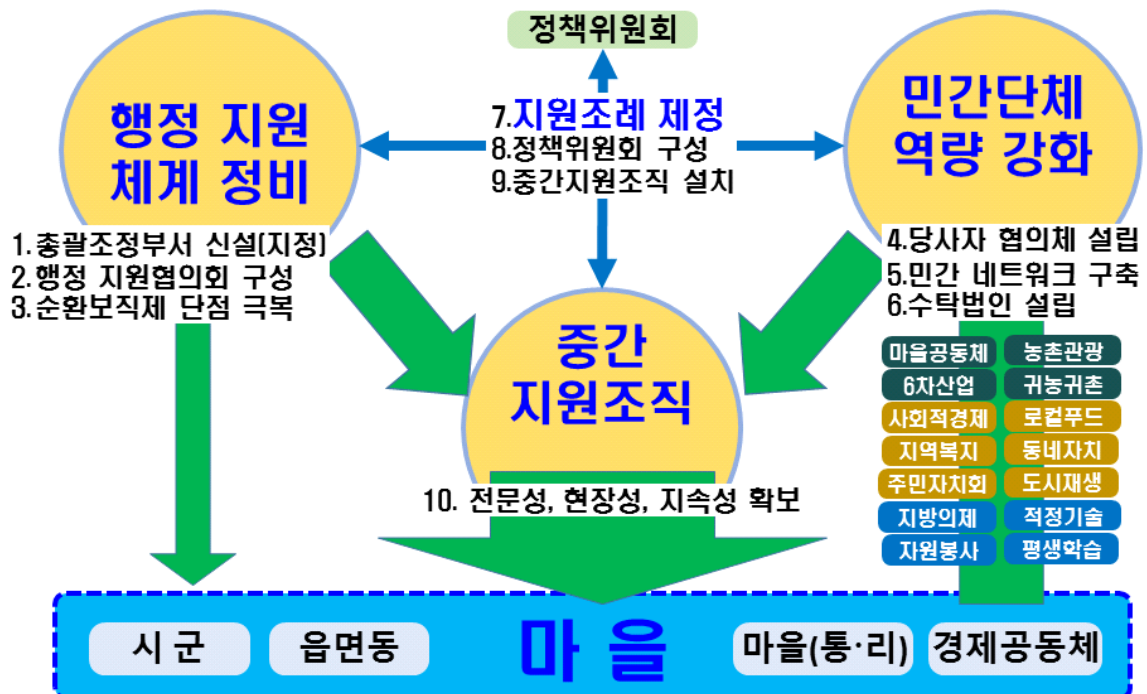 정책위원회
행정 지원
체계 정비
7.지원조례 제정
8.정책위원회 구성
9.중간지원조직 설치
민간단체
역량 강화
1.총괄조정부서 신설(지정)
2.행정 지원협의회 구성
3.순환보직제 단점 극복
4.당사자 협의체 설립
5.민간 네트워크 구축
6.수탁법인 설립
중간
지원조직
마을공동체 농촌관광
6차산업 귀농귀촌
사회적경제 로컬푸드
지역복지 동네자치
주민자치회 도시재생
지방의제 적정기술
자원봉사 평생학습
10. 전문성, 현장성, 지속성 확보
시 군 읍면동 마 을 마을(통·리) 경제공동체